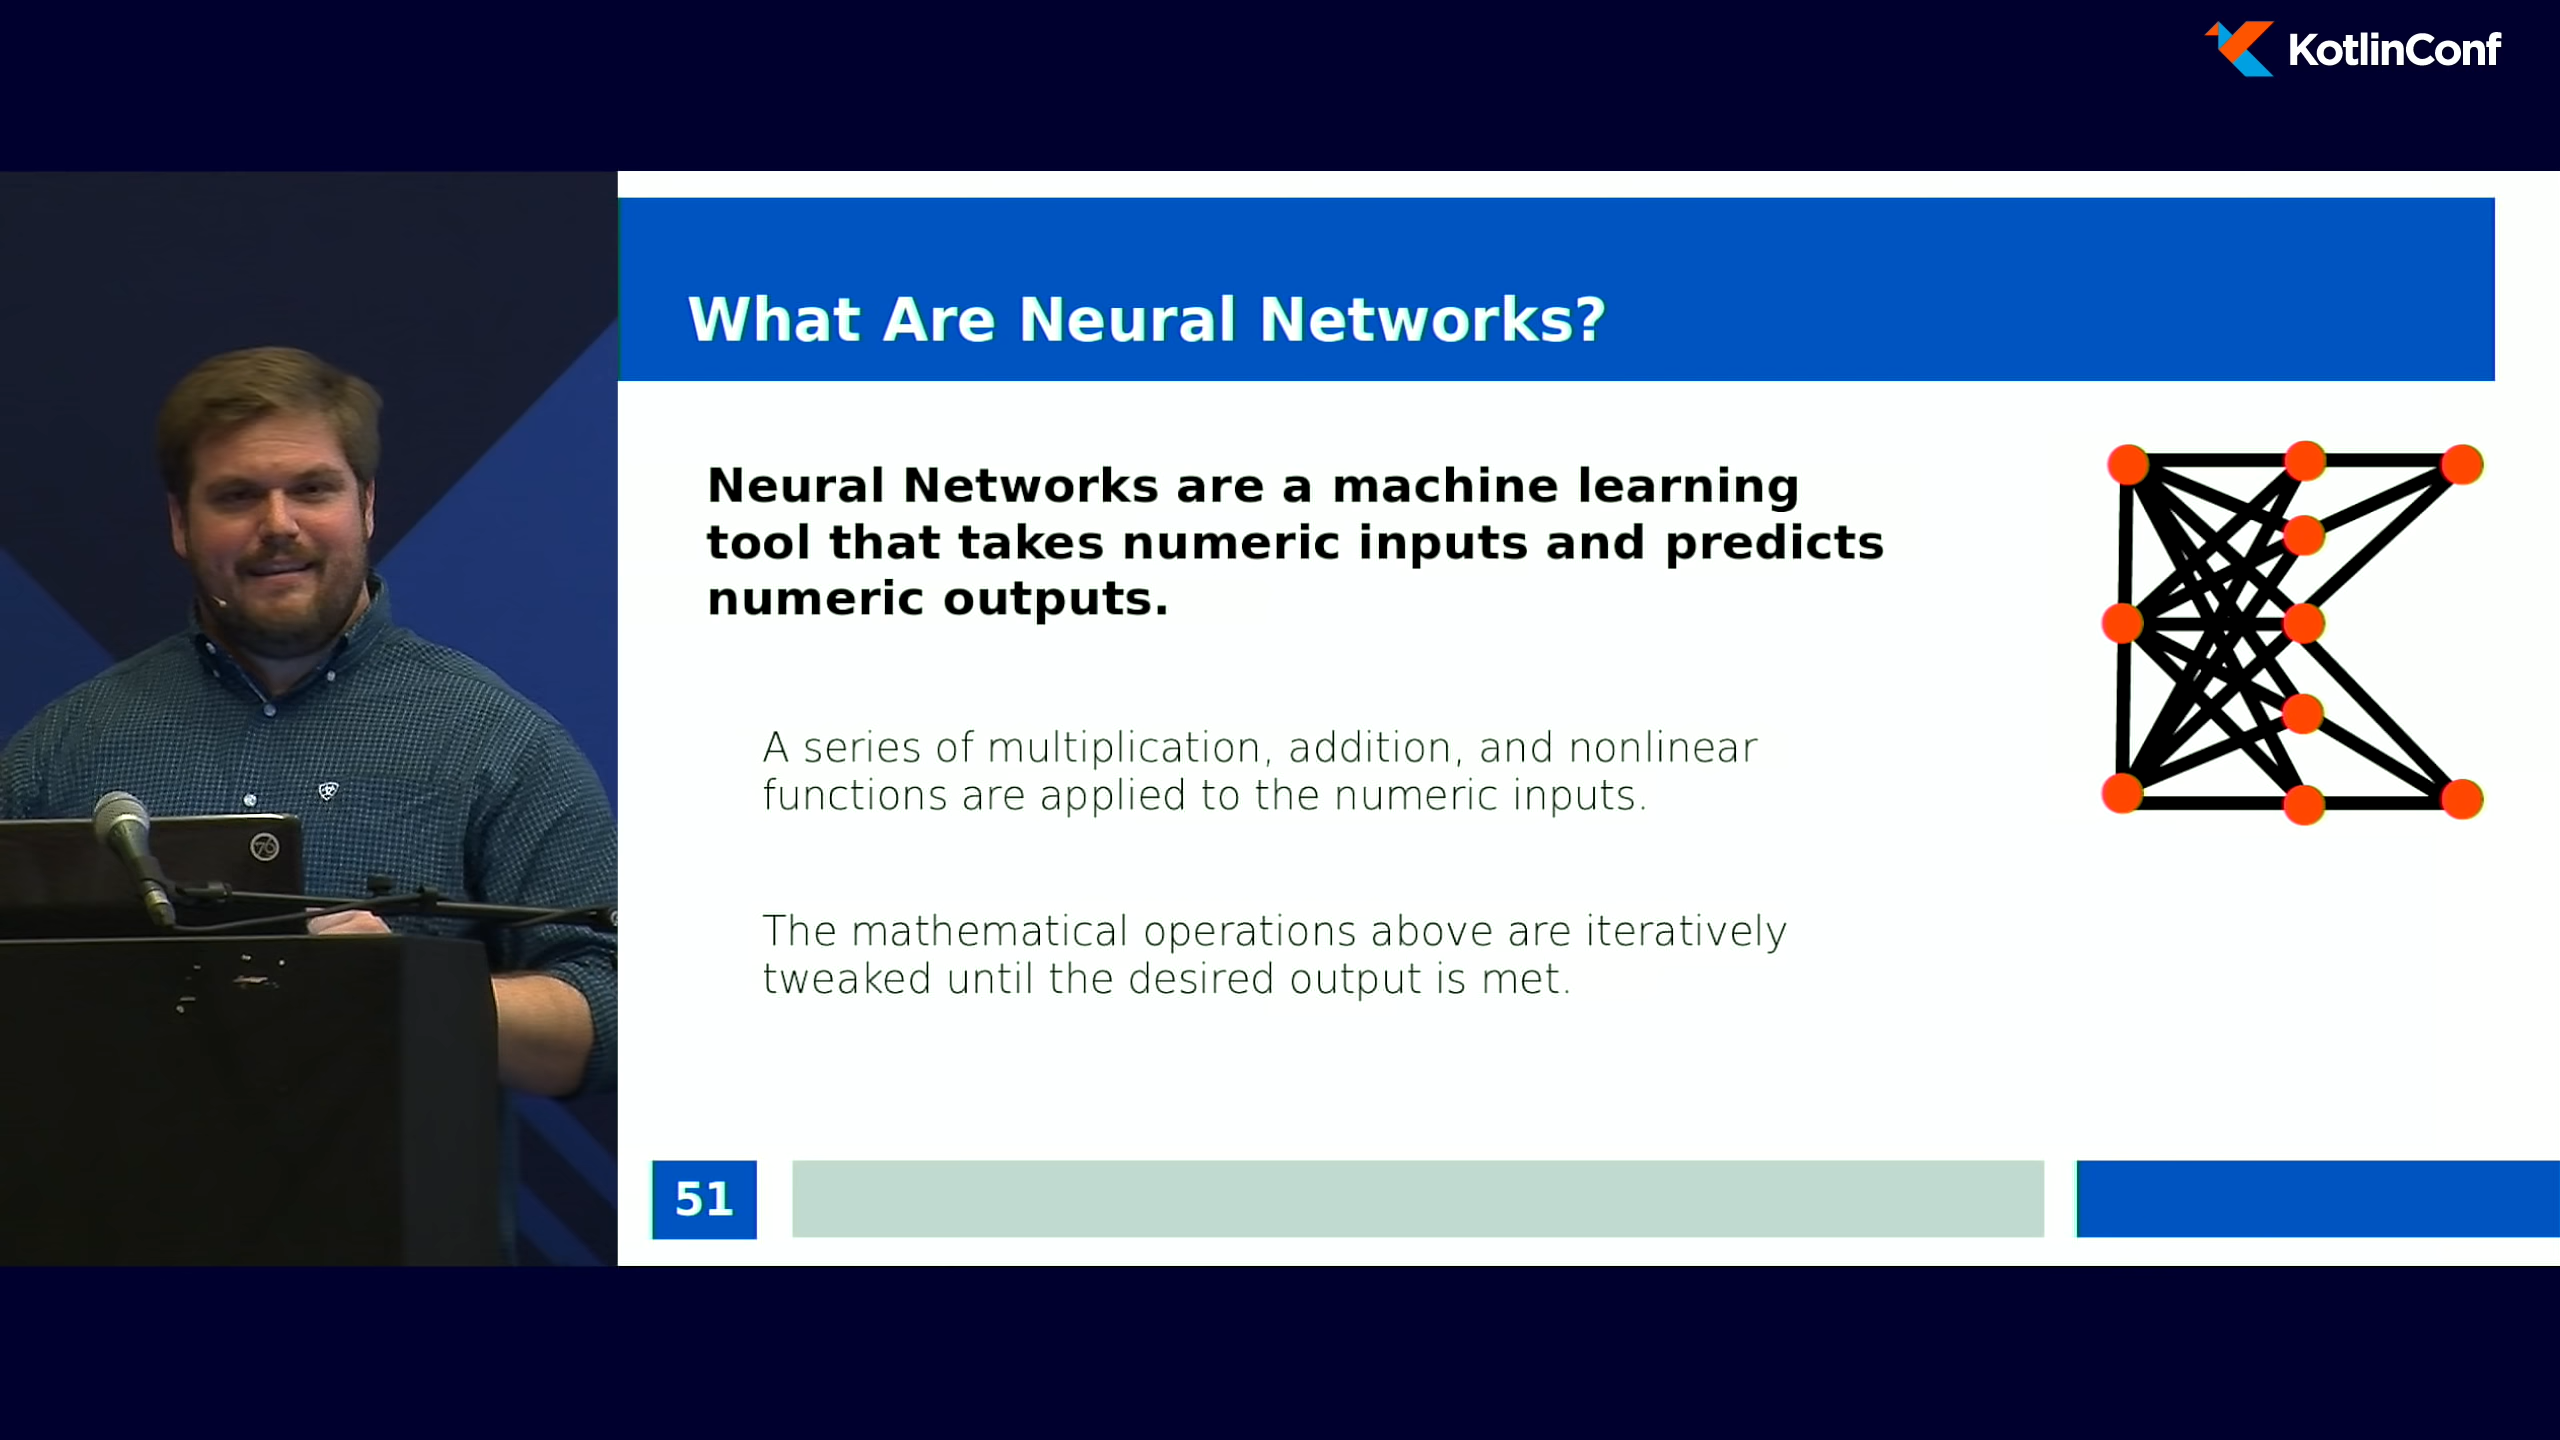 KotlinConf
What Are Neural Networks?
Neural Networks are a machine learning
tool that takes numeric inputs and predicts
numeric outputs.
A series of multiplication, addition, and nonlinear
functions are applied to the numeric inputs.
The mathematical operations above are iteratively
tweaked until the desired output is met.
51
76